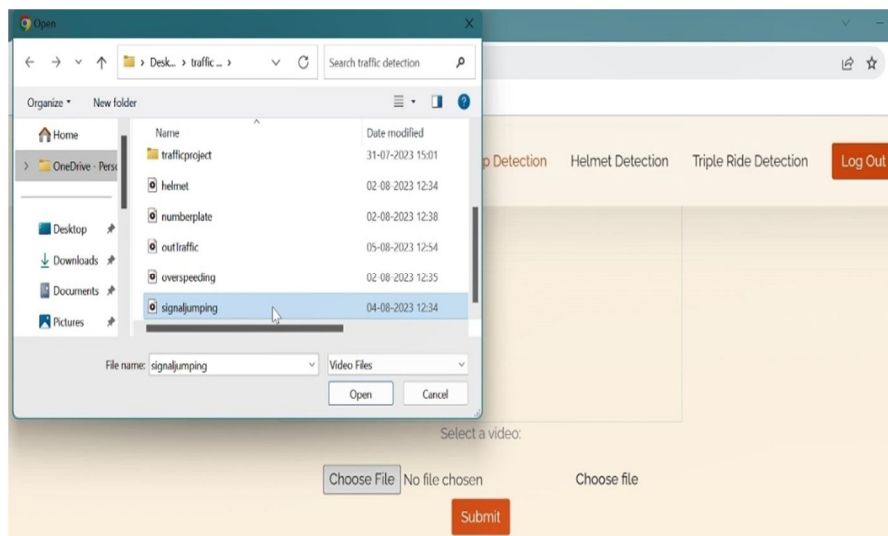 Open
Desk... › traffic ... ›
Search traffic detection
Organize
New folder
Home
OneDrive - Perso
Desktop
Downloads
Documents
Pictures
Name
Date modified
trafficproject
31-07-2023 15:01
helmet
02-08-2023 12:34
numberplate
02-08-2023 12:38
outTraffic
05-08-2023 12:54
overspeeding
02-08-2023 12:35
signaljumping
04-08-2023 12:34
File name:
signaljumping
Video Files
Open
Cancel
p Detection
Helmet Detection
Triple Ride Detection
Log Out
Select a video:
Choose File No file chosen
Choose file
Submit